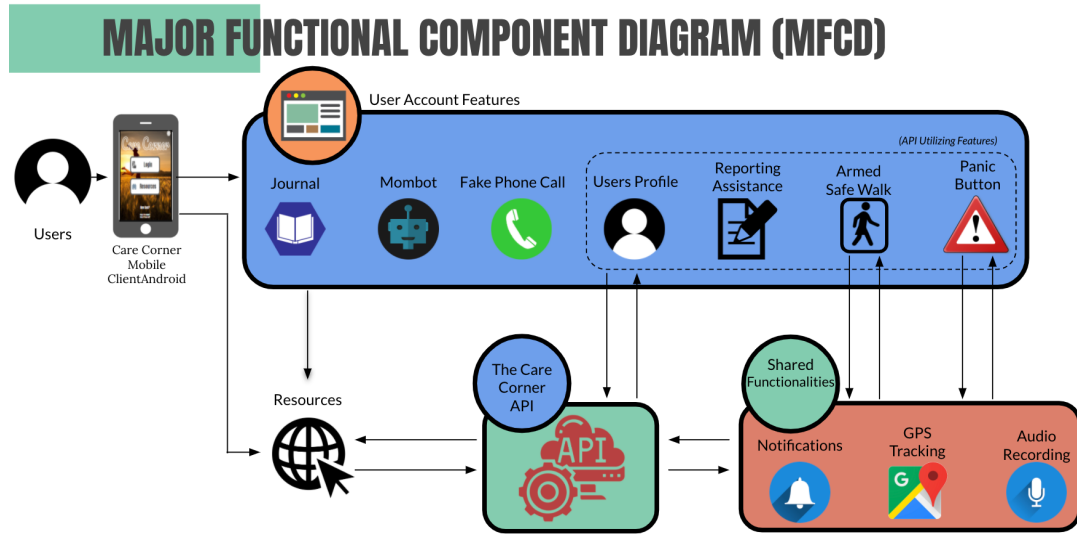 MAJOR FUNCTIONAL COMPONENT DIAGRAM (MFCD)
User Account Features
(API Utilizing Features)
Journal
Mombot
Fake Phone Call
Users Profile
Reporting
Assistance
Armed
Safe Walk
Panic
Button
Care Corner
Login
Resources
Users
Care Corner
Mobile
ClientAndroid
Resources
The Care
Corner
API
API
Shared
Functionalities
Notifications
GPS
Tracking
Audio
Recording
G